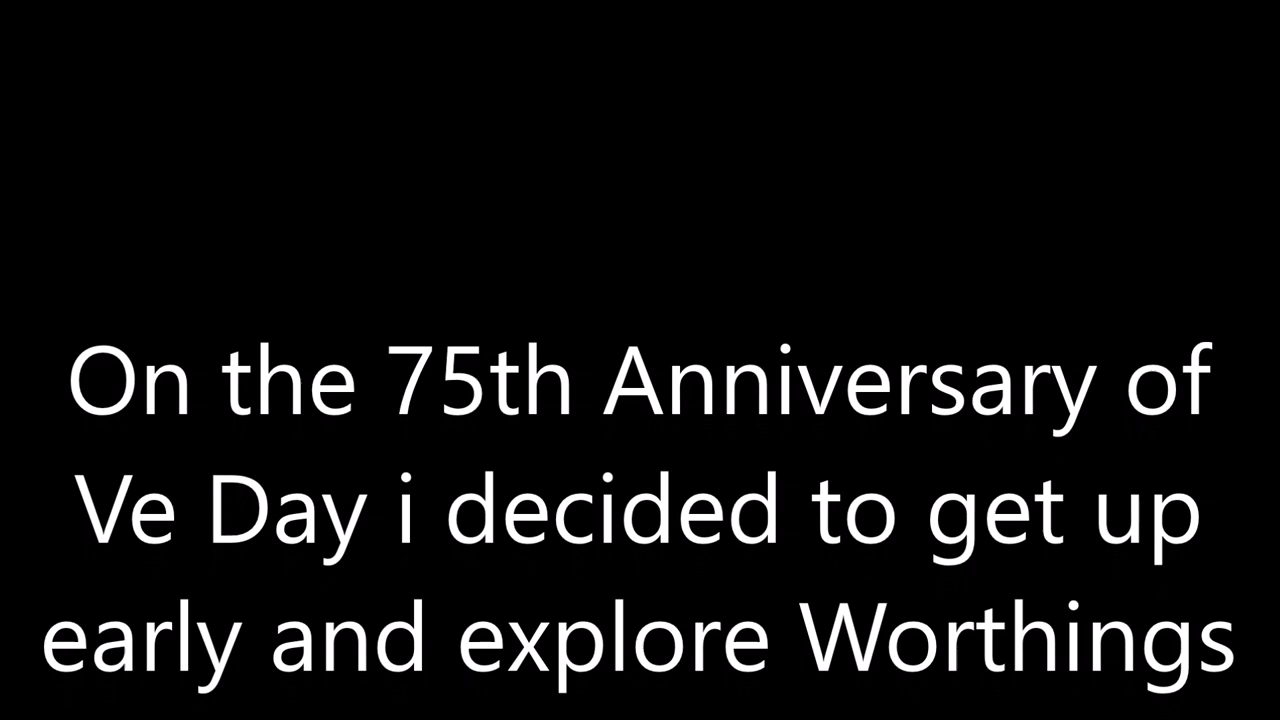 On the 75th Anniversary of
Ve Day i decided to get up
early and explore Worthings